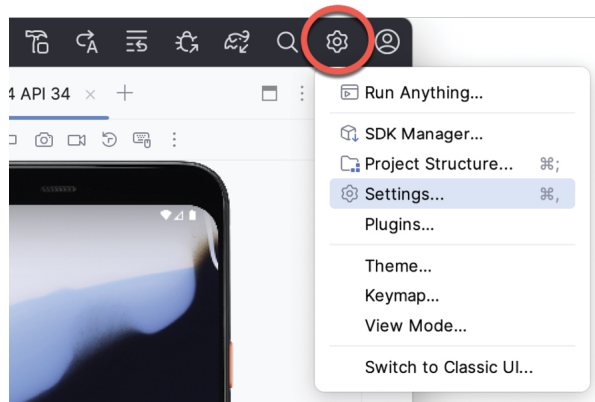 4 API 34
Run Anything...
SDK Manager...
Project Structure... ⌘;
Settings... ⌘,
Plugins...
Theme...
Keymap...
View Mode...
Switch to Classic UI...